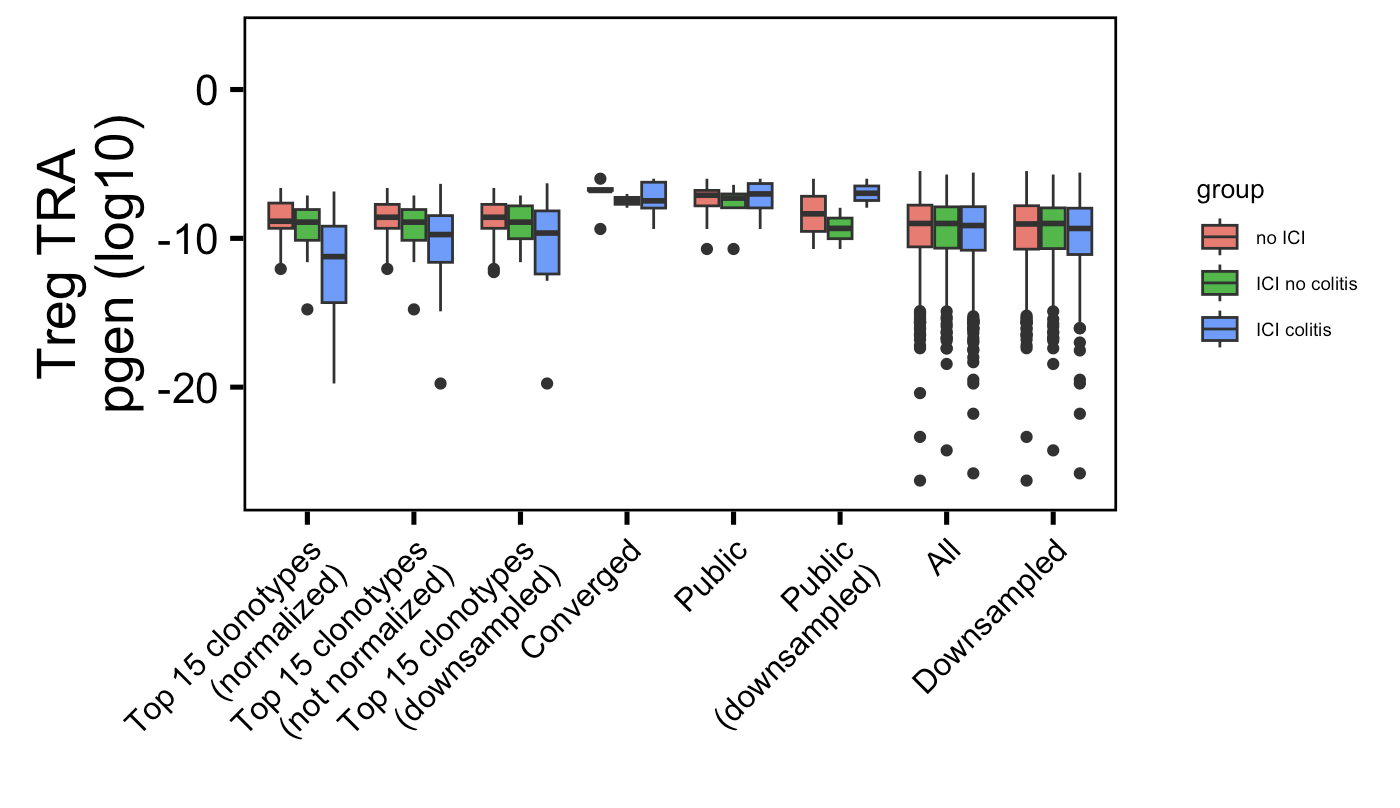 Treg TRA
pgen (log10)
0
-10
-20
Top 15 clonotypes
(normalized)
Top 15 clonotypes
(not normalized)
Top 15 clonotypes
(downsampled)
Converged
Public
Public
(downsampled)
All
Downsampled
group
no ICI
ICI no colitis
ICI colitis